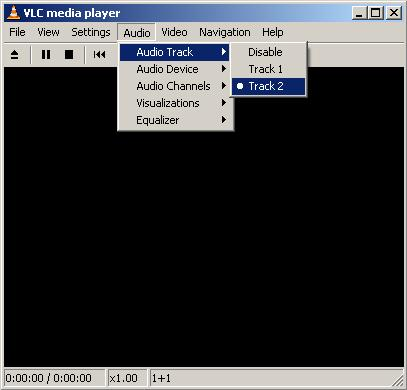 VLC media player
File View Settings Audio Video Navigation Help
Audio Track
Audio Device
Audio Channels
Visualizations
Equalizer
Disable
Track 1
Track 2
0:00:00 / 0:00:00 x1.00 1+1